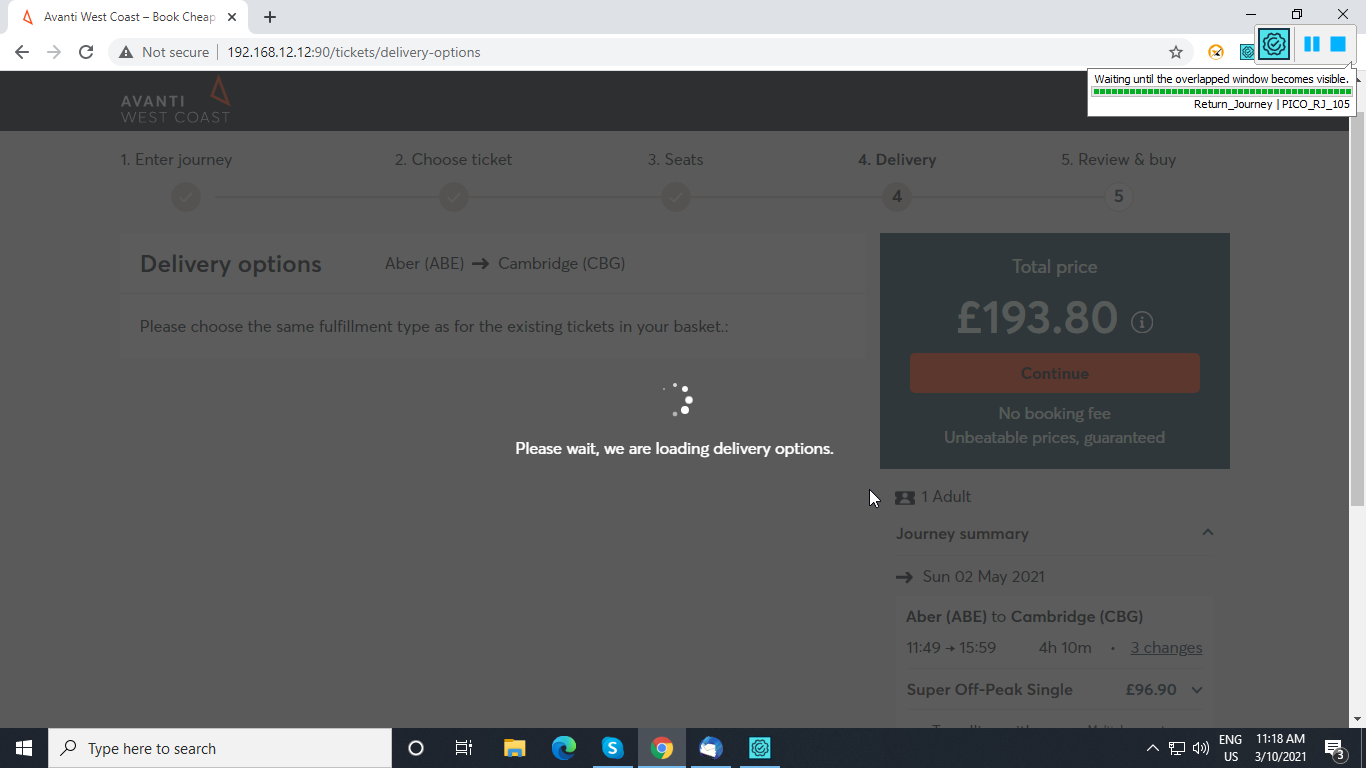 Avanti West Coast – Book Cheap
Not secure
192.168.12.12:90/tickets/delivery-options
Waiting until the overlapped window becomes visible.
Return_Journey | PICO_RJ_105
AVANTI
WEST COAST
1. Enter journey
2. Choose ticket
3. Seats
4. Delivery
5. Review & buy
4
5
Delivery options
Aber (ABE) → Cambridge (CBG)
Please choose the same fulfillment type as for the existing tickets in your basket.:
Total price
£193.80
Continue
No booking fee
Unbeatable prices, guaranteed
Please wait, we are loading delivery options.
1 Adult
Journey summary
→ Sun 02 May 2021
Aber (ABE) to Cambridge (CBG)
11:49 → 15:59 4h 10m • 3 changes
Super Off-Peak Single £96.90
Type here to search
ENG
US
11:18 AM
3/10/2021
3